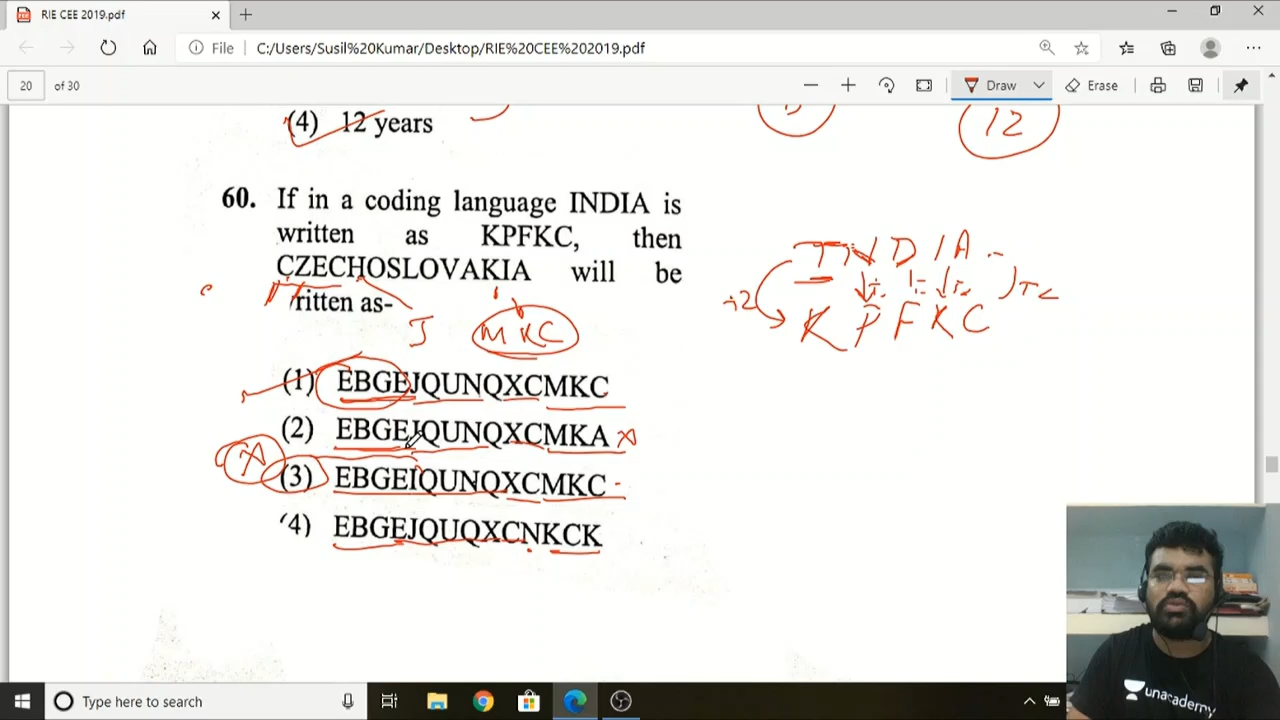 RIE CEE 2019.pdf
File C:/Users/Susil%20Kumar/Desktop/RIE%20CEE%202019.pdf
20 of 30
Draw
Erase
(4) 12 years
12
60. If in a coding language INDIA is
written as KPFKC, then
CZECHOSLOVAKIA will be
ritten as-
INDIA
+2
KPFKC
J MKC
(1) EBGEJQUNQXCMKC
(2) EBGEJQUNQXCMKA
(3) EBGEIQUNQXCMKC
(4) EBGEJQUQXCNKCK
unacademy
Type here to search